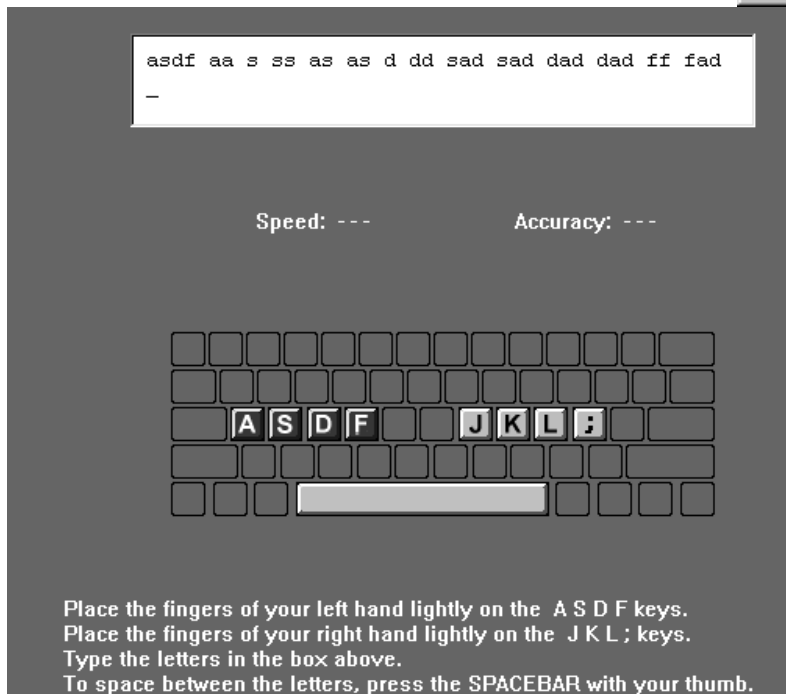 asdf aa s ss as as d dd sad sad dad dad ff fad
_
Speed: --- Accuracy: ---
A S D F J K L ;
Place the fingers of your left hand lightly on the A S D F keys.
Place the fingers of your right hand lightly on the J K L ; keys.
Type the letters in the box above.
To space between the letters, press the SPACEBAR with your thumb.